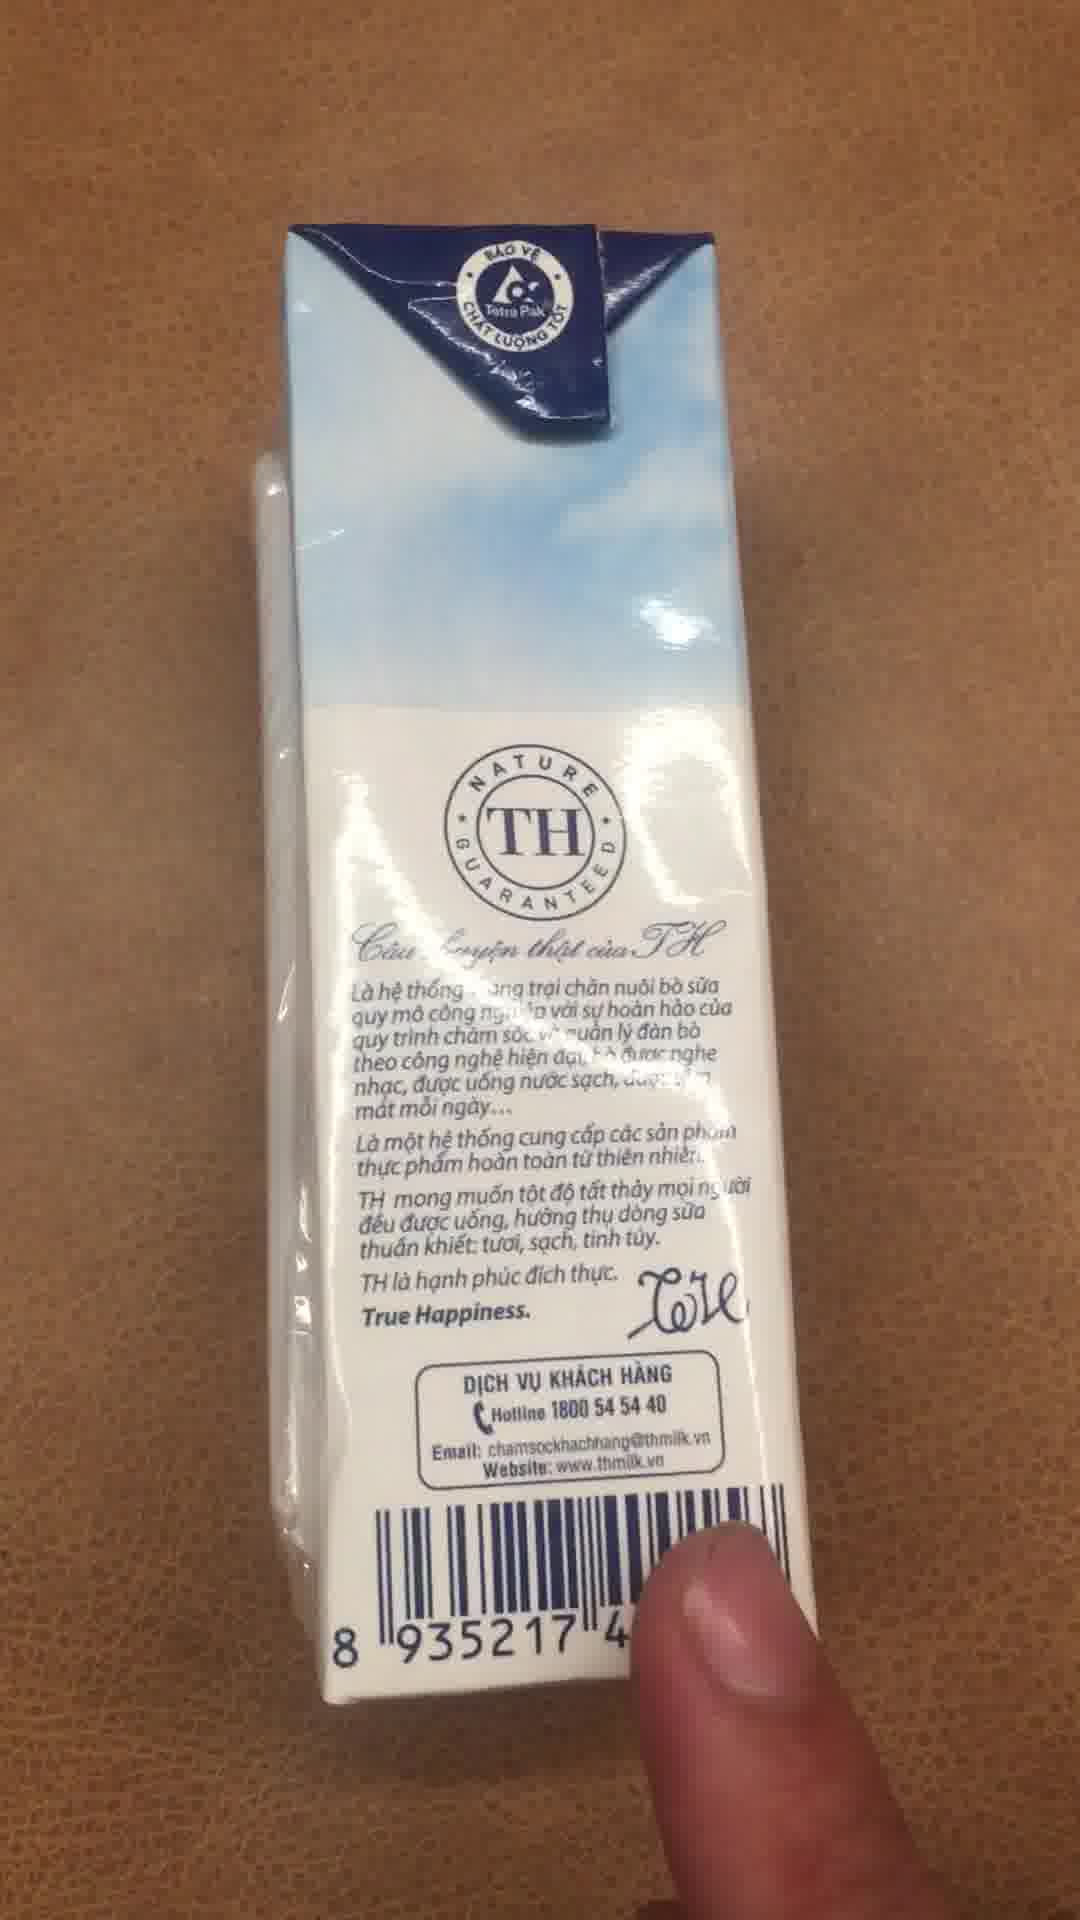 BẢO VỆ
Tetra Pak
CHẤT LƯỢNG TỐT
NATURE
TH
GUARANTEED
Câu thật của TH
Là hệ thống trại chăn nuôi bò sữa
quy mô công với sự hoàn hảo của
quy trình chăm sóc quản lý đàn bò
theo công nghệ hiện đại, được nghe
nhạc, được uống nước sạch,
mát mỗi ngày...
Là một hệ thống cung cấp các sản phẩm
thực phẩm hoàn toàn từ thiên nhiên.
TH mong muốn tột độ tất thảy mọi người
đều được uống, hưởng thụ dòng sữa
thuần khiết: tươi, sạch, tinh túy.
TH là hạnh phúc đích thực.
True Happiness.
TH
DỊCH VỤ KHÁCH HÀNG
Hotline 1800 54 54 40
Email: chamsockhachhang@thmilk.vn
Website: www.thmilk.vn
8 935217 4